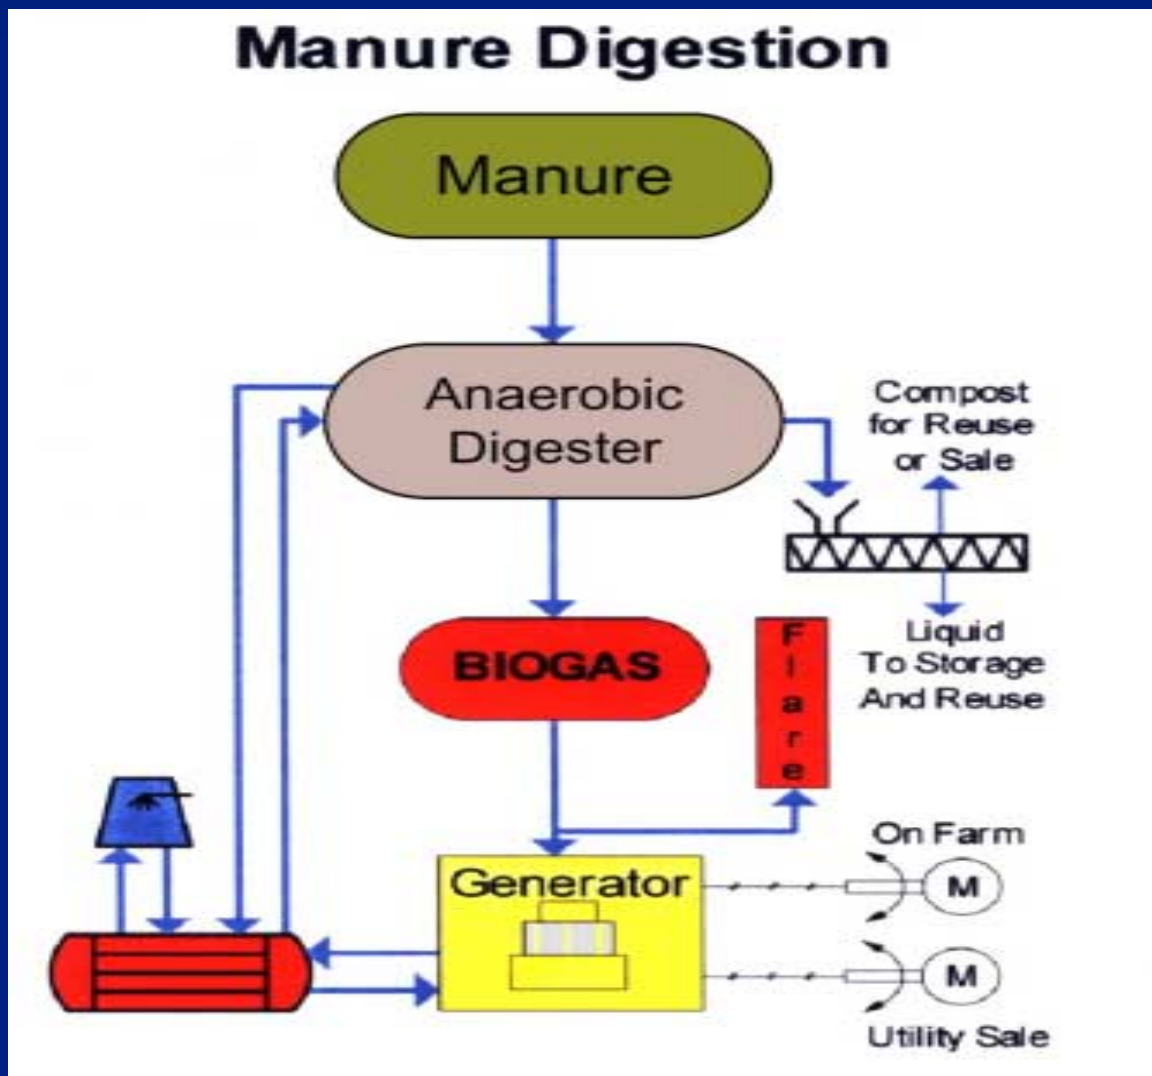 Manure Digestion
Manure
Anaerobic
Digester
Compost
for Reuse
or Sale
BIOGAS
Flare
Liquid
To Storage
And Reuse
Generator
On Farm
M
M
Utility Sale